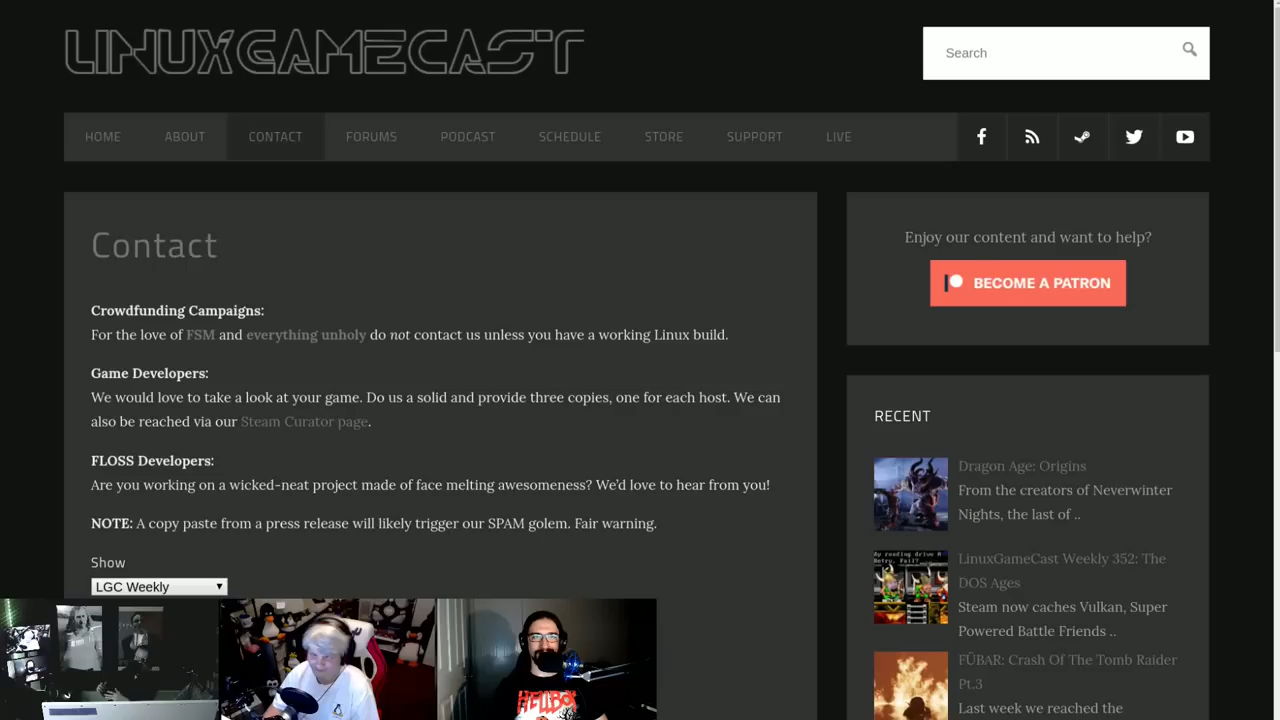 LINUXGAMECAST
Search
HOME
ABOUT
CONTACT
FORUMS
PODCAST
SCHEDULE
STORE
SUPPORT
LIVE
Contact
Crowdfunding Campaigns:
For the love of FSM and everything unholy do not contact us unless you have a working Linux build.
Game Developers:
We would love to take a look at your game. Do us a solid and provide three copies, one for each host. We can
also be reached via our Steam Curator page.
FLOSS Developers:
Are you working on a wicked-neat project made of face melting awesomeness? We'd love to hear from you!
NOTE: A copy paste from a press release will likely trigger our SPAM golem. Fair warning.
Show
LGC Weekly
Enjoy our content and want to help?
BECOME A PATRON
RECENT
Dragon Age: Origins
From the creators of Neverwinter
Nights, the last of ..
LinuxGameCast Weekly 352: The
DOS Ages
Steam now caches Vulkan, Super
Powered Battle Friends ..
FÜBAR: Crash Of The Tomb Raider
Pt.3
Last week we reached the
HELLBOY